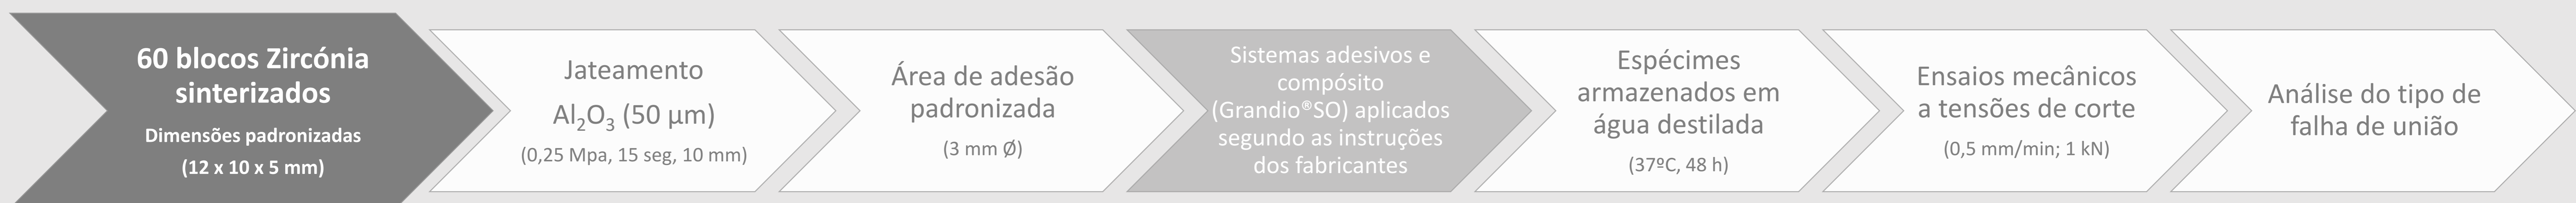 60 blocos Zircónia
sinterizados
Dimensões padronizadas
(12 x 10 x 5 mm)
Jateamento
Al₂O₃ (50 µm)
(0,25 Mpa, 15 seg, 10 mm)
Área de adesão
padronizada
(3 mm Ø)
Sistemas adesivos e
compósito
(Grandio®SO) aplicados
segundo as instruções
dos fabricantes
Espécimes
armazenados em
água destilada
(37ºC, 48 h)
Ensaios mecânicos
a tensões de corte
(0,5 mm/min; 1 kN)
Análise do tipo de
falha de união